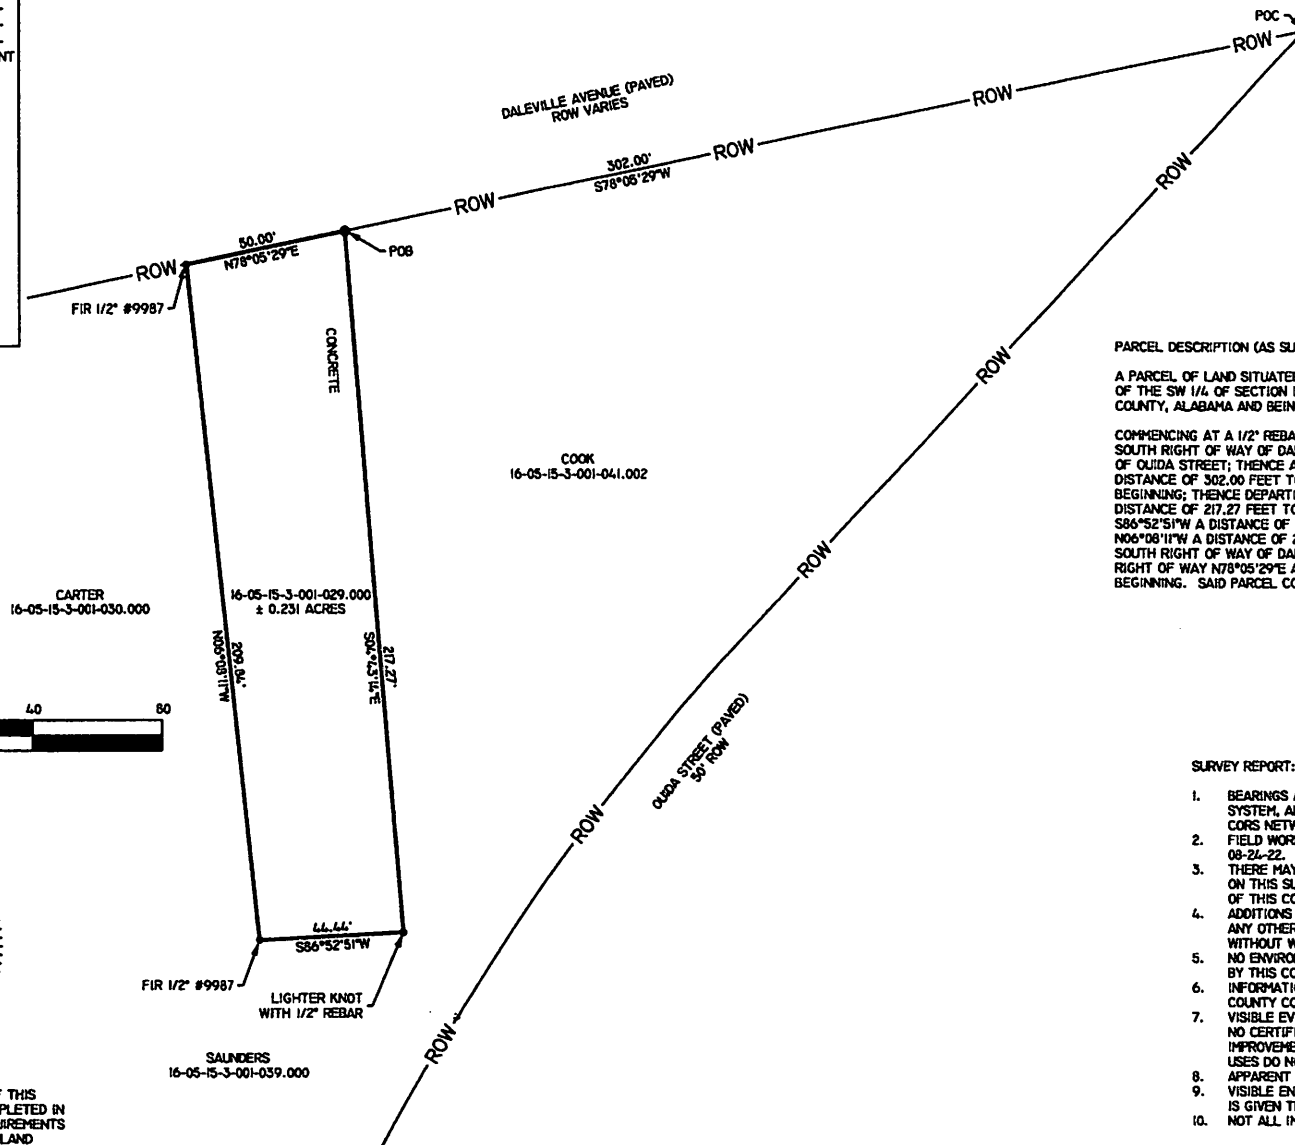 NT
POC
ROW
ROW
DALEVILLE AVENUE (PAVED)
ROW VARIES
ROW
302.00'
S78°05'29"W
ROW
ROW
50.00'
N78°05'29"E
POB
ROW
FIR 1/2" #9987
CONCRETE
ROW
PARCEL DESCRIPTION (AS SU
A PARCEL OF LAND SITUATE
OF THE SW 1/4 OF SECTION
COUNTY, ALABAMA AND BEIN
COMMENCING AT A 1/2" REBA
SOUTH RIGHT OF WAY OF DA
OF OUIDA STREET; THENCE A
DISTANCE OF 302.00 FEET T
BEGINNING; THENCE DEPART
DISTANCE OF 217.27 FEET TO
S86°52'51"W A DISTANCE OF
N06°08'11"W A DISTANCE OF 2
SOUTH RIGHT OF WAY OF DA
RIGHT OF WAY N78°05'29"E A
BEGINNING. SAID PARCEL CO
COOK
16-05-15-3-001-041.002
ROW
CARTER
16-05-15-3-001-030.000
16-05-15-3-001-029.000
± 0.231 ACRES
209.84'
N06°08'11"W
217.27'
S04°43'14"E
40
80
OUIDA STREET (PAVED)
50' ROW
ROW
SURVEY REPORT:
1. BEARINGS
SYSTEM, A
CORS NETW
2. FIELD WOR
08-24-22.
3. THERE MAY
ON THIS SU
OF THIS CO
4. ADDITIONS
ANY OTHER
WITHOUT W
5. NO ENVIRO
BY THIS CO
6. INFORMATI
COUNTY CO
7. VISIBLE EV
NO CERTIF
IMPROVEME
USES DO N
8. APPARENT
9. VISIBLE EN
IS GIVEN T
10. NOT ALL I
44.44'
S86°52'51"W
FIR 1/2" #9987
LIGHTER KNOT
WITH 1/2" REBAR
ROW
SAUNDERS
16-05-15-3-001-039.000
F THIS
PLETED IN
UIREMENTS
LAND